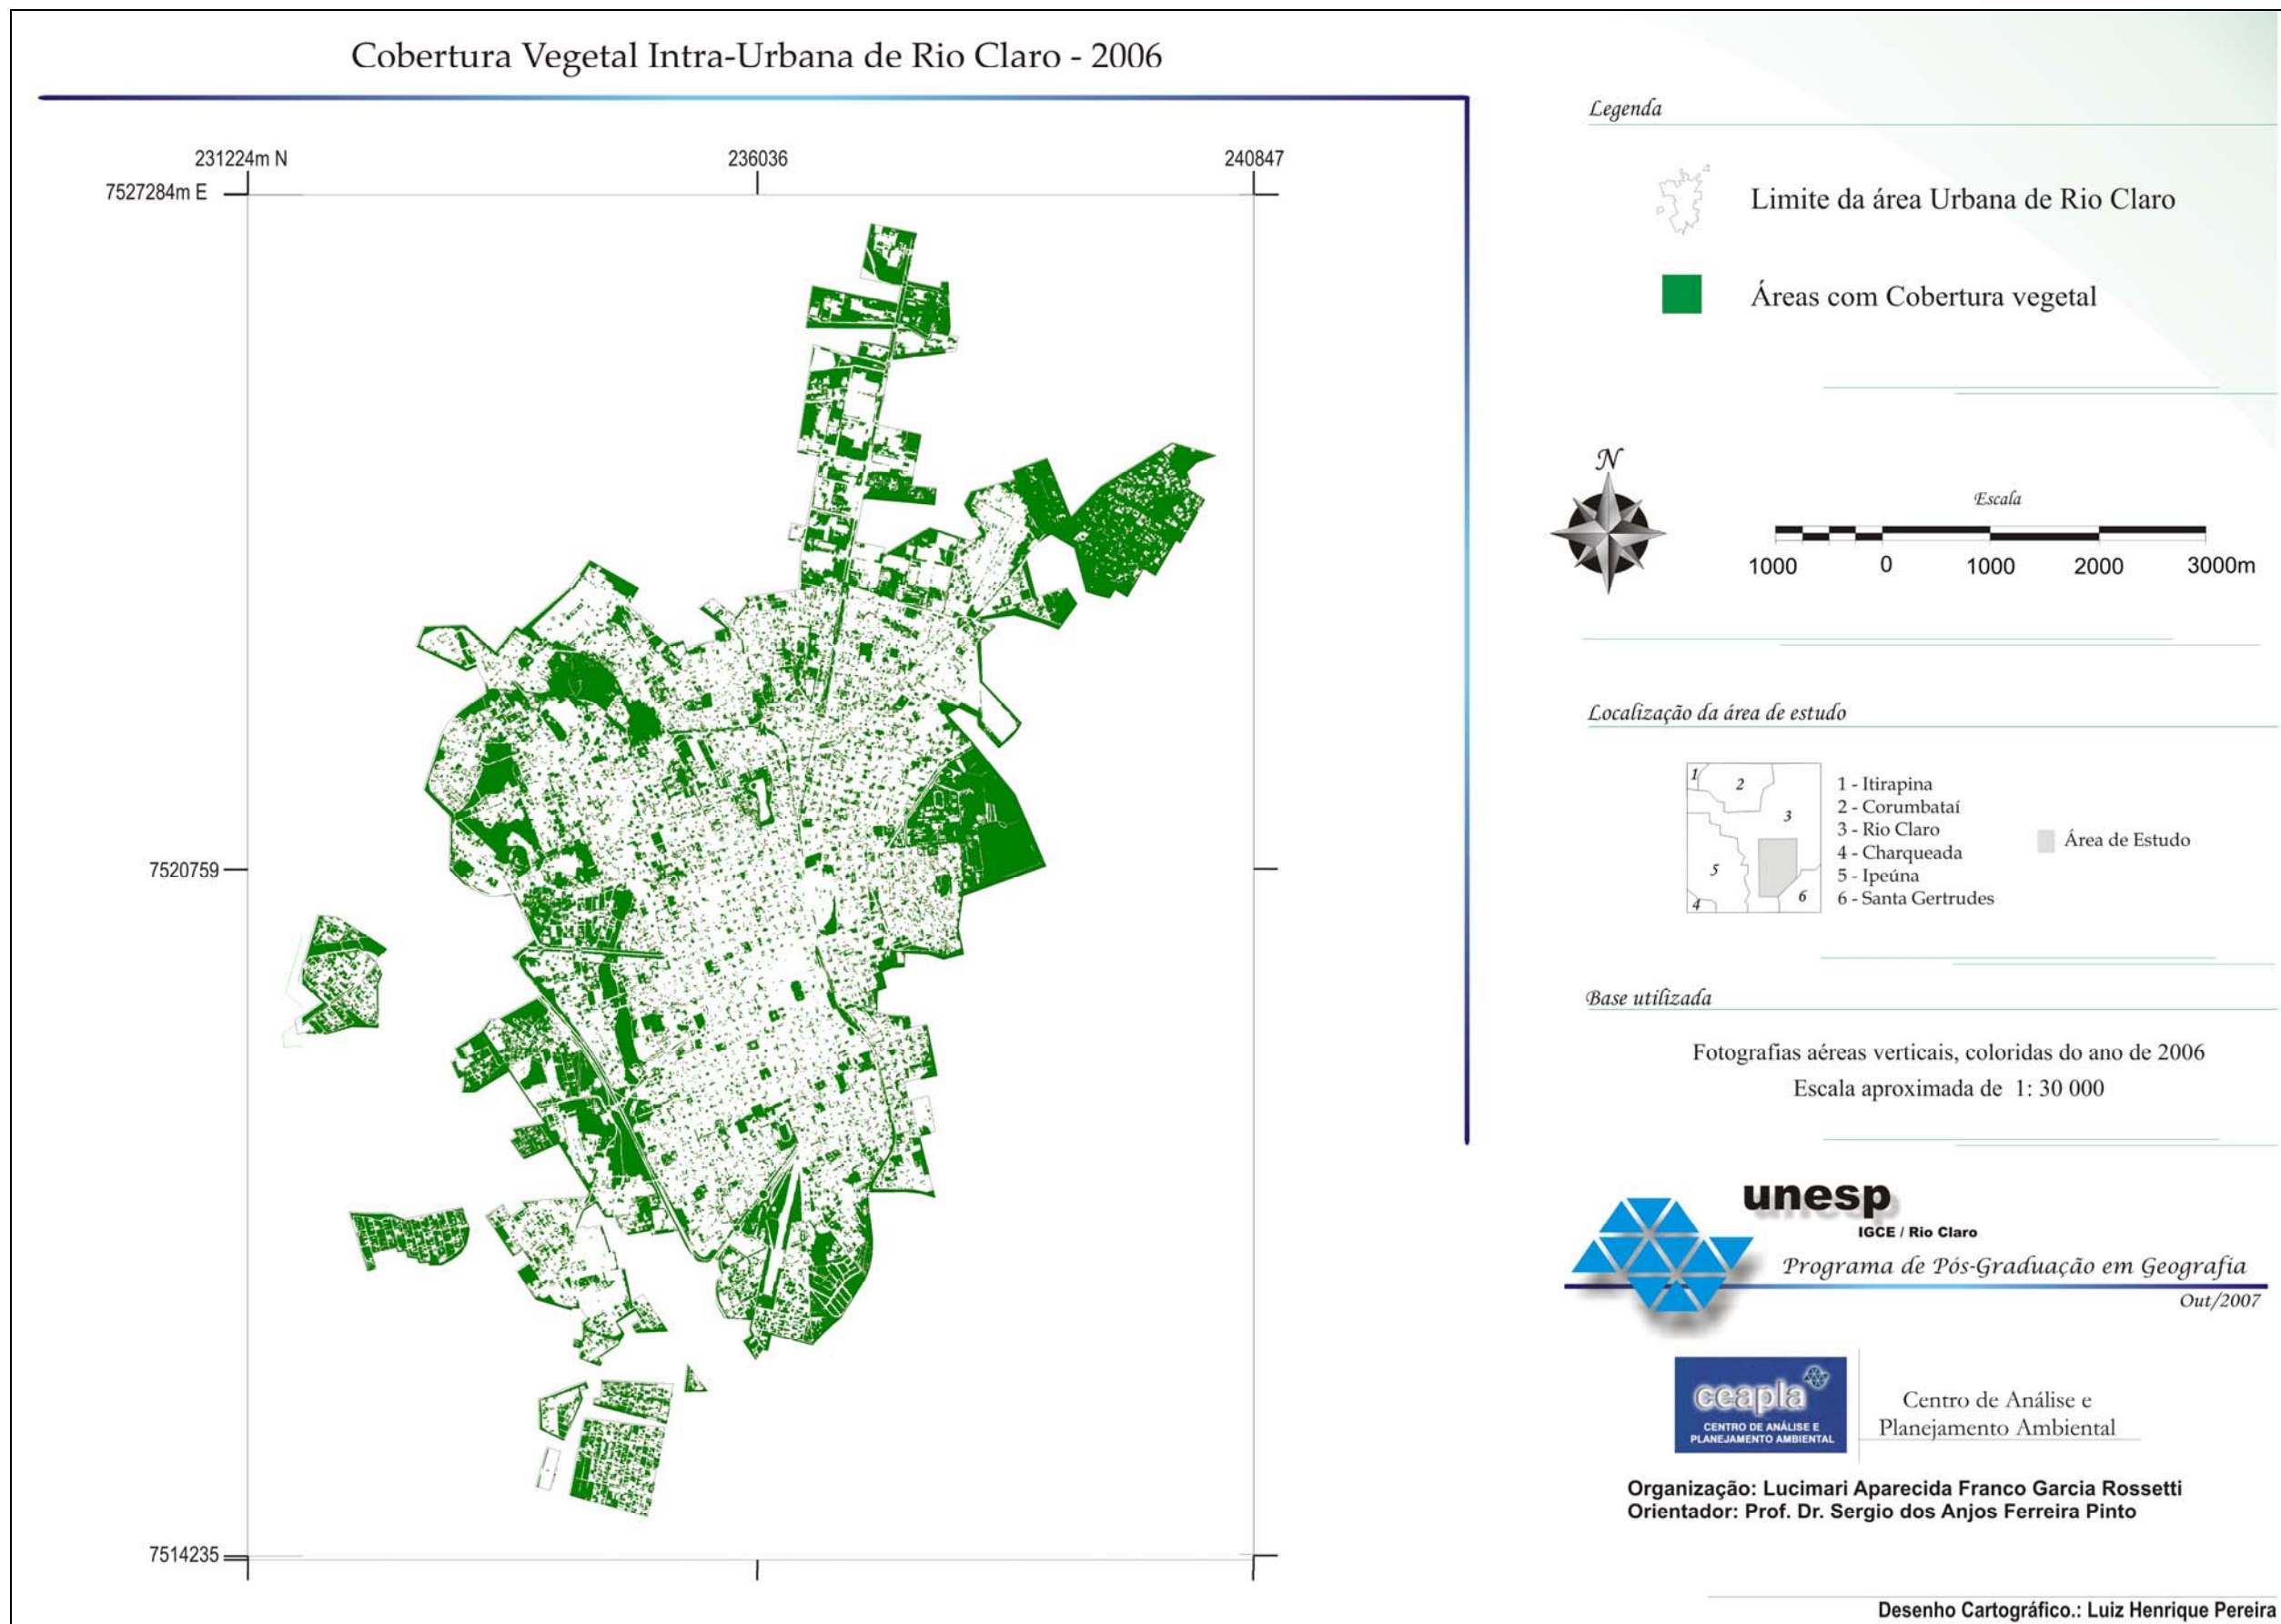 Cobertura Vegetal Intra-Urbana de Rio Claro - 2006
231224m N
236036
240847
7527284m E
7520759
7514235
Legenda
Limite da área Urbana de Rio Claro
Áreas com Cobertura vegetal
N
Escala
1000
0
1000
2000
3000m
Localização da área de estudo
1
2
3
4
5
6
1 - Itirapina
2 - Corumbataí
3 - Rio Claro
4 - Charqueada
5 - Ipeúna
6 - Santa Gertrudes
Área de Estudo
Base utilizada
Fotografias aéreas verticais, coloridas do ano de 2006
Escala aproximada de 1: 30 000
unesp
IGCE / Rio Claro
Programa de Pós-Graduação em Geografia
Out/2007
ceapla
CENTRO DE ANÁLISE E
PLANEJAMENTO AMBIENTAL
Centro de Análise e
Planejamento Ambiental
Organização: Lucimari Aparecida Franco Garcia Rossetti
Orientador: Prof. Dr. Sergio dos Anjos Ferreira Pinto
Desenho Cartográfico.: Luiz Henrique Pereira